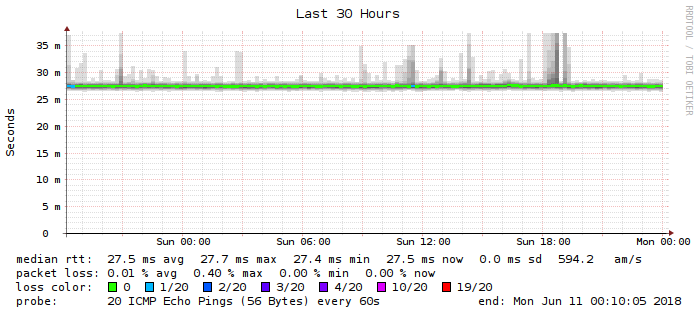 Last 30 Hours
RRDTOOL / TOBI OETIKER
Seconds
35 m
30 m
25 m
20 m
15 m
10 m
5 m
0
Sun 00:00 Sun 06:00 Sun 12:00 Sun 18:00 Mon 00:00
median rtt: 27.5 ms avg 27.7 ms max 27.4 ms min 27.5 ms now 0.0 ms sd 594.2 am/s
packet loss: 0.01 % avg 0.40 % max 0.00 % min 0.00 % now
loss color: 0 1/20 2/20 3/20 4/20 10/20 19/20
probe: 20 ICMP Echo Pings (56 Bytes) every 60s end: Mon Jun 11 00:10:05 2018